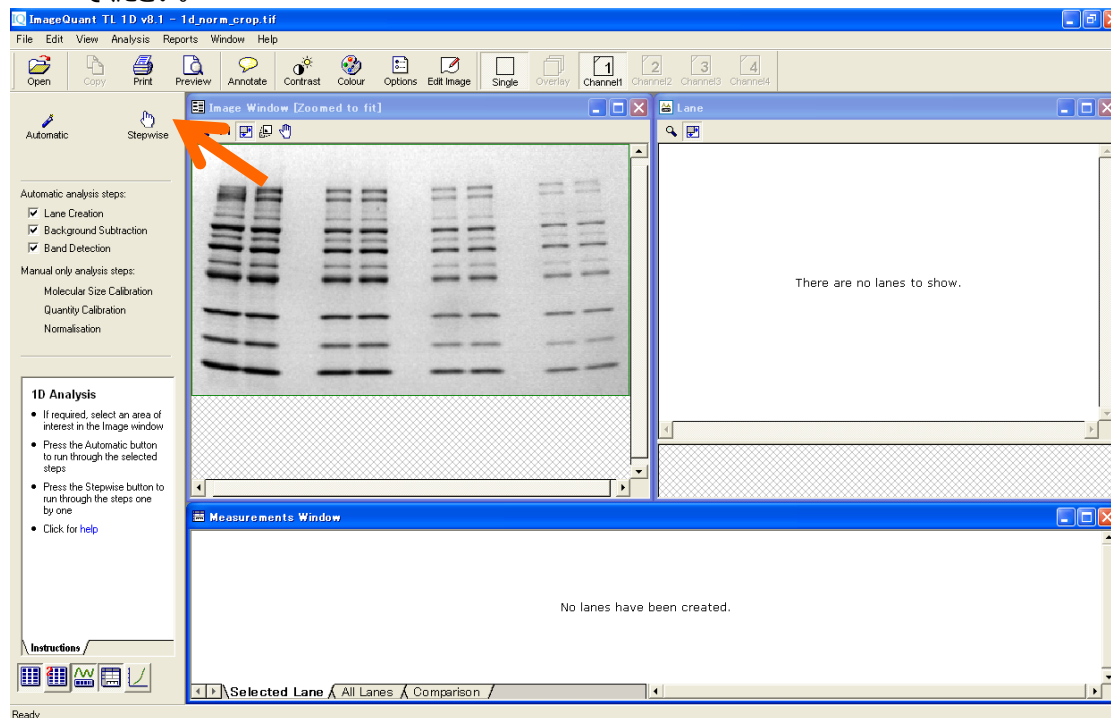 ImageQuant TL 1D v8.1 - 1d_norm_crop.tif
File Edit View Analysis Reports Window Help
Open Copy Print Preview Annotate Contrast Colour Options Edit Image Single Overlay Channel1 Channel2 Channel3 Channel4
1 2 3 4
Automatic Stepwise
Automatic analysis steps:
Lane Creation
Background Subtraction
Band Detection
Manual only analysis steps:
Molecular Size Calibration
Quantity Calibration
Normalisation
1D Analysis
• If required, select an area of
interest in the Image window
• Press the Automatic button
to run through the selected
steps
• Press the Stepwise button to
run through the steps one
by one
• Click for help
Instructions
Image Window [Zoomed to fit]
Lane
There are no lanes to show.
Measurements Window
No lanes have been created.
Selected Lane All Lanes Comparison
Ready